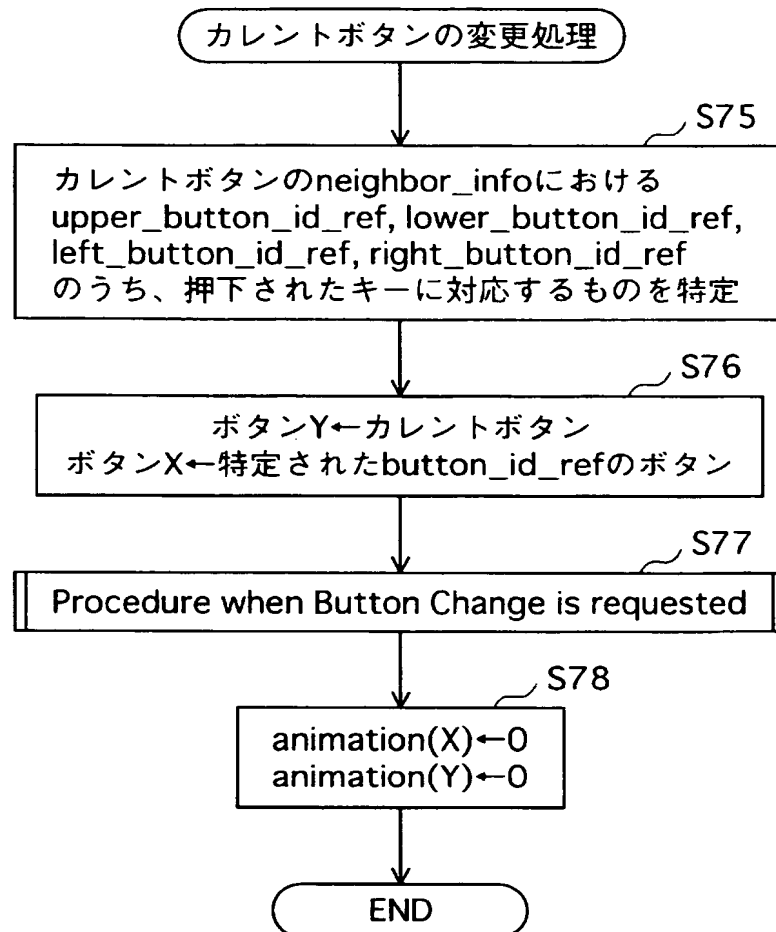 カレントボタンの変更処理
S75
カレントボタンのneighbor_infoにおける
upper_button_id_ref, lower_button_id_ref,
left_button_id_ref, right_button_id_ref
のうち、押下されたキーに対応するものを特定
S76
ボタンY←カレントボタン
ボタンX←特定されたbutton_id_refのボタン
S77
Procedure when Button Change is requested
S78
animation(X)←0
animation(Y)←0
END